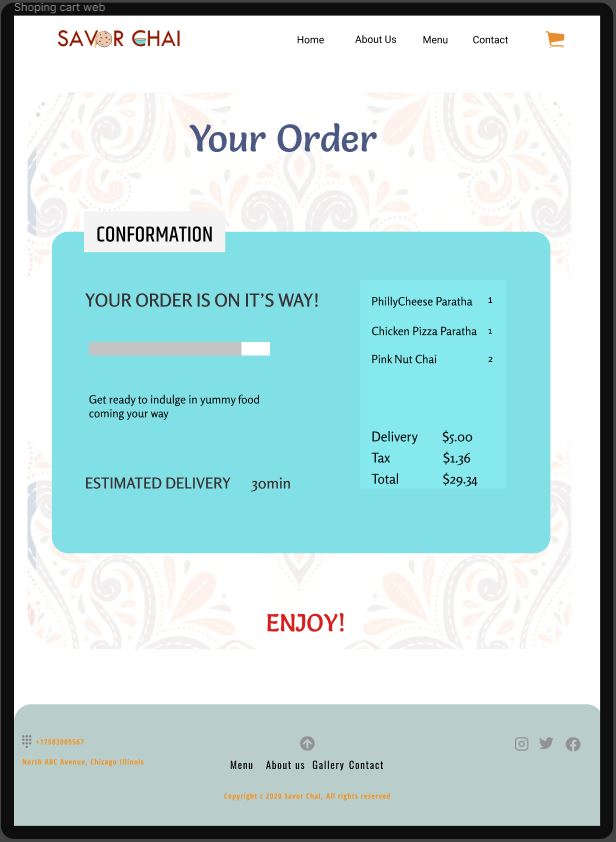 Shoping cart web
SAVOR CHAI
Home About Us Menu Contact
Your Order
CONFORMATION
YOUR ORDER IS ON IT'S WAY!
PhillyCheese Paratha 1
Chicken Pizza Paratha 1
Pink Nut Chai 2
Get ready to indulge in yummy food
coming your way
Delivery $5.00
Tax $1.36
Total $29.34
ESTIMATED DELIVERY 30min
ENJOY!
+17583009567
North ABC Avenue, Chicago Illinois
Menu About us Gallery Contact
Copyright c 2020 Savor Chai, All rights reserved